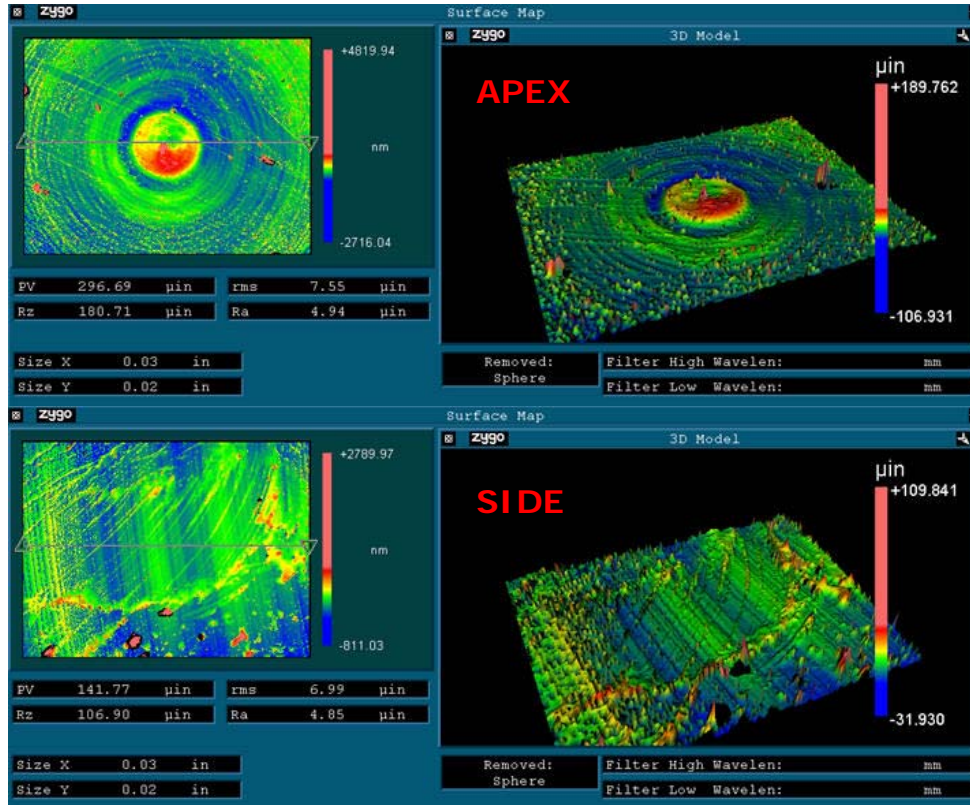 zygo Surface Map
+4819.94
nm
-2716.04
zygo 3D Model
APEX
µin
+189.762
-106.931
PV 296.69 µin rms 7.55 µin
Rz 180.71 µin Ra 4.94 µin
Size X 0.03 in
Size Y 0.02 in
Removed:
Sphere
Filter High Wavelen: mm
Filter Low Wavelen: mm
zygo Surface Map
+2789.97
nm
-811.03
zygo 3D Model
SIDE
µin
+109.841
-31.930
PV 141.77 µin rms 6.99 µin
Rz 106.90 µin Ra 4.85 µin
Size X 0.03 in
Size Y 0.02 in
Removed:
Sphere
Filter High Wavelen: mm
Filter Low Wavelen: mm